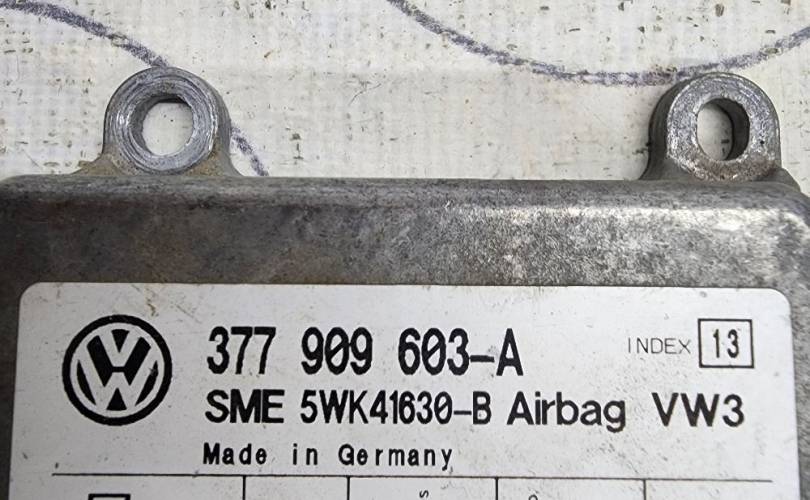 377 909 603-A INDEX 13
SME 5WK41630-B Airbag VW3
Made in Germany